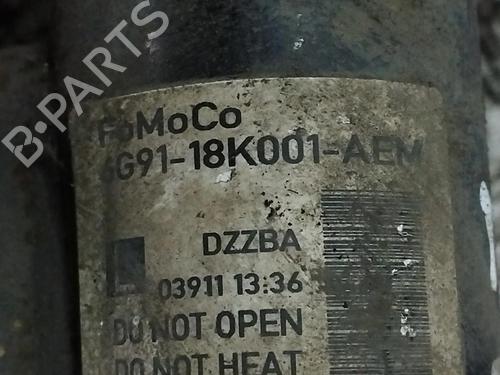 B-PARTS
FoMoCo
6G91-18K001-AEM
DZZBA
03911 13:36
DO NOT OPEN
DO NOT HEAT